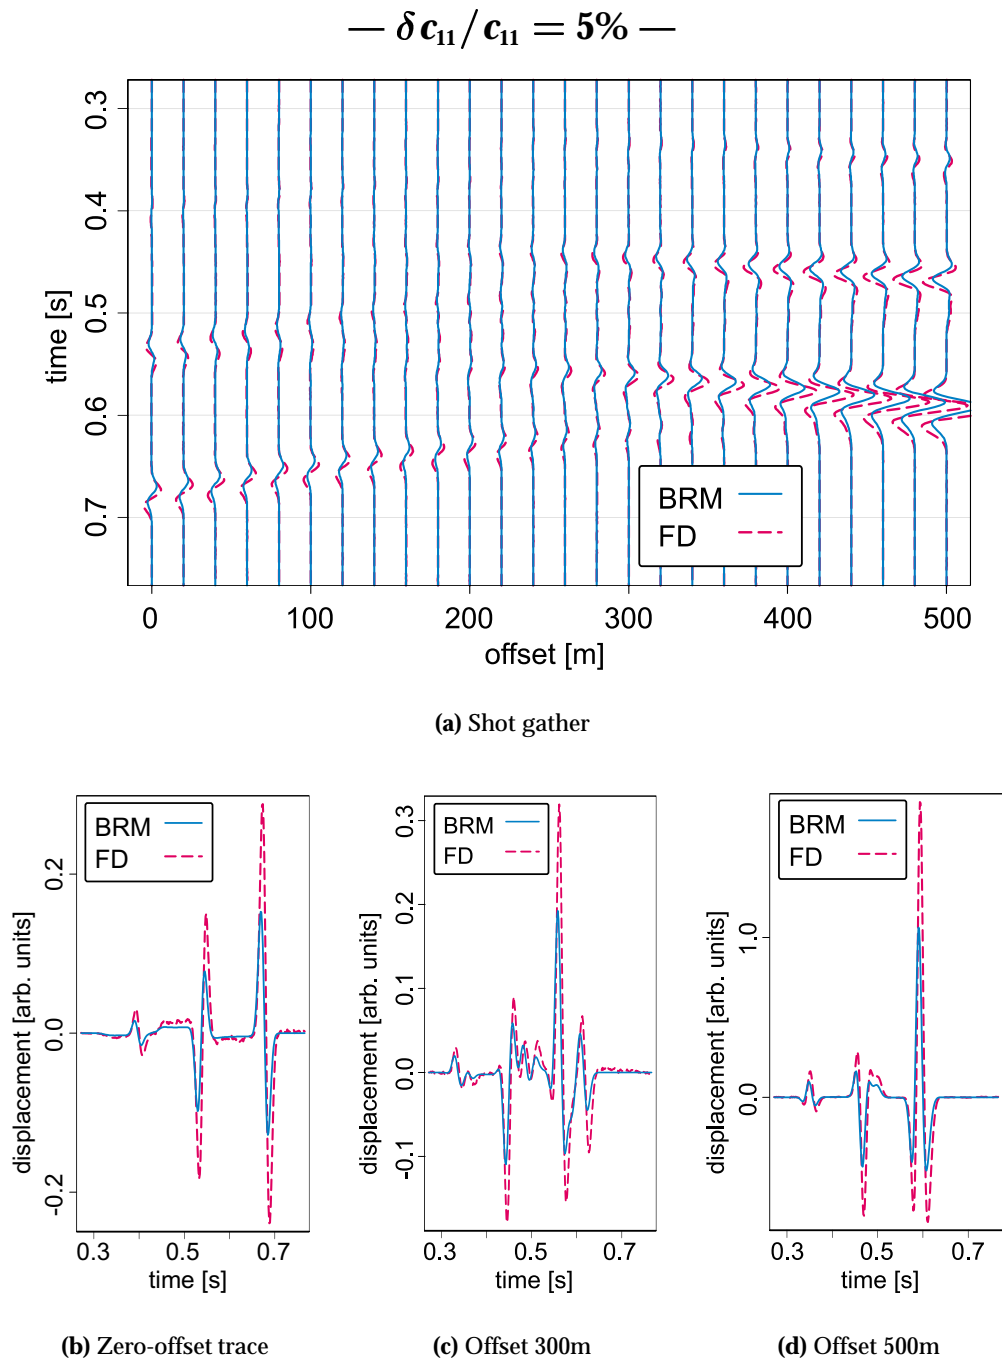 — δc₁₁/c₁₁ = 5% —
0.3
0.4
0.5
0.6
0.7
time [s]
BRM
FD
0 100 200 300 400 500
offset [m]
(a) Shot gather
BRM
FD
0.2
0.0
-0.2
displacement [arb. units]
0.3 0.5 0.7
time [s]
(b) Zero-offset trace
BRM
FD
0.3
0.2
0.1
0.0
-0.1
displacement [arb. units]
0.3 0.5 0.7
time [s]
(c) Offset 300m
BRM
FD
1.0
0.0
displacement [arb. units]
0.3 0.5 0.7
time [s]
(d) Offset 500m